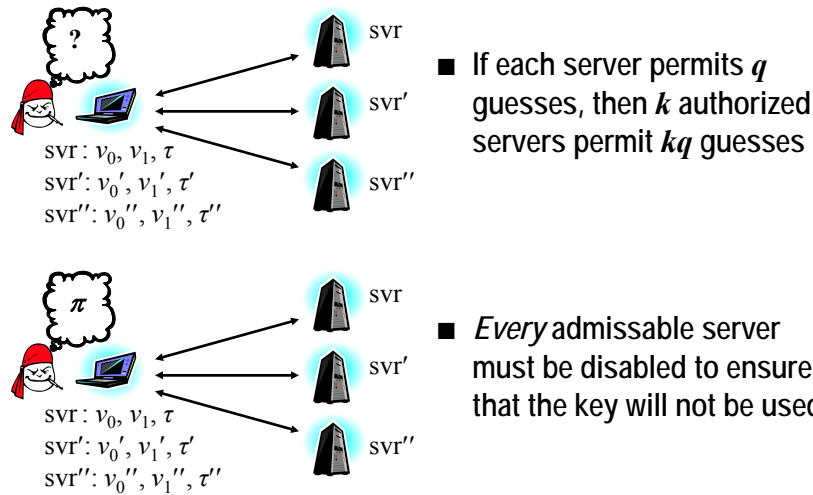 ?
svr
svr′
svr′′
svr : v₀, v₁, τ
svr′: v₀′, v₁′, τ′
svr′′: v₀′′, v₁′′, τ′′
■ If each server permits q
guesses, then k authorized
servers permit kq guesses
π
svr
svr′
svr′′
svr : v₀, v₁, τ
svr′: v₀′, v₁′, τ′
svr′′: v₀′′, v₁′′, τ′′
■ Every admissable server
must be disabled to ensure
that the key will not be used